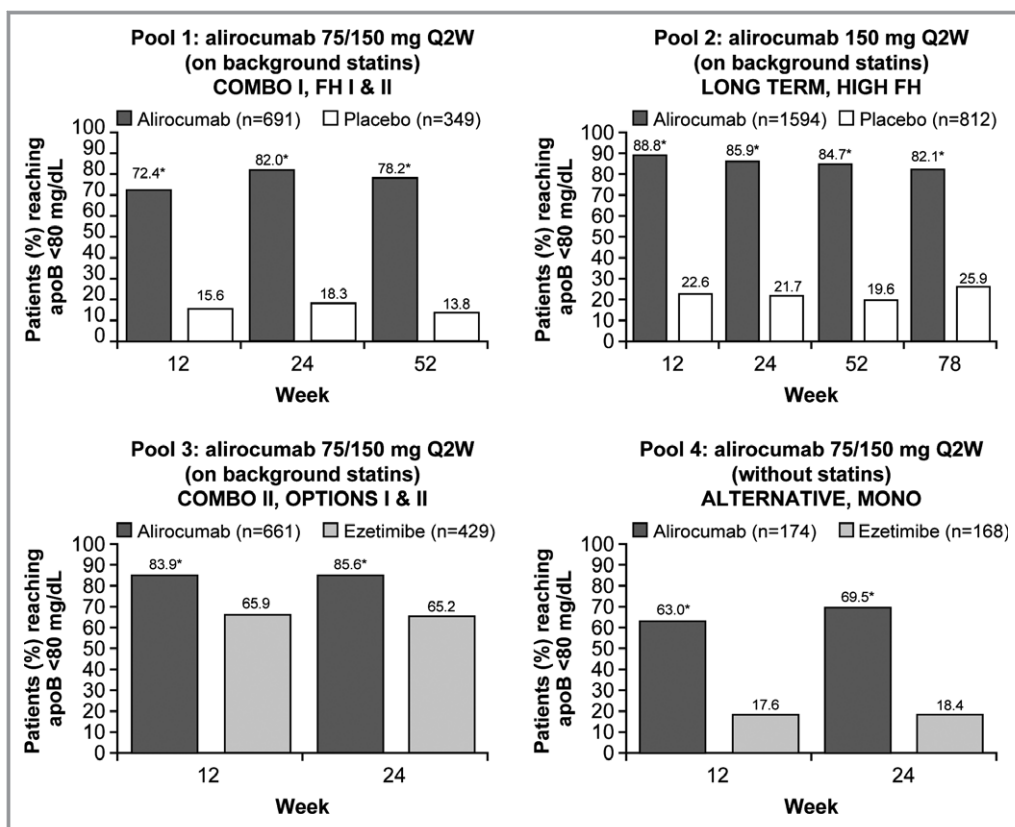 Pool 1: alirocumab 75/150 mg Q2W
(on background statins)
COMBO I, FH I & II
Alirocumab (n=691) Placebo (n=349)
Patients (%) reaching
apoB <80 mg/dL
100
90
80
70
60
50
40
30
20
10
0
72.4*
15.6
82.0*
18.3
78.2*
13.8
12 24 52
Week
Pool 2: alirocumab 150 mg Q2W
(on background statins)
LONG TERM, HIGH FH
Alirocumab (n=1594) Placebo (n=812)
Patients (%) reaching
apoB <80 mg/dL
100
90
80
70
60
50
40
30
20
10
0
88.8*
22.6
85.9*
21.7
84.7*
19.6
82.1*
25.9
12 24 52 78
Week
Pool 3: alirocumab 75/150 mg Q2W
(on background statins)
COMBO II, OPTIONS I & II
Alirocumab (n=661) Ezetimibe (n=429)
Patients (%) reaching
apoB <80 mg/dL
100
90
80
70
60
50
40
30
20
10
0
83.9*
65.9
85.6*
65.2
12 24
Week
Pool 4: alirocumab 75/150 mg Q2W
(without statins)
ALTERNATIVE, MONO
Alirocumab (n=174) Ezetimibe (n=168)
Patients (%) reaching
apoB <80 mg/dL
100
90
80
70
60
50
40
30
20
10
0
63.0*
17.6
69.5*
18.4
12 24
Week